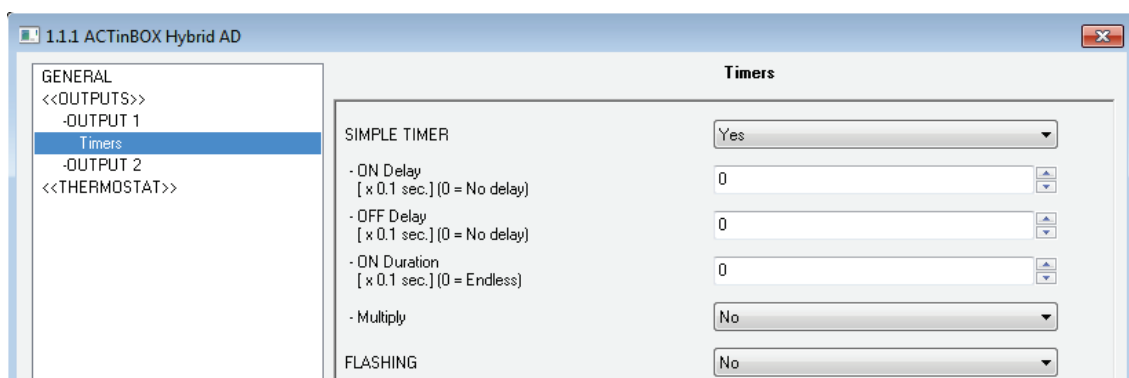 1.1.1 ACTinBOX Hybrid AD
GENERAL
<<OUTPUTS>>
-OUTPUT 1
Timers
-OUTPUT 2
<<THERMOSTAT>>
Timers
SIMPLE TIMER
Yes
- ON Delay
[ x 0.1 sec.] (0 = No delay)
0
- OFF Delay
[ x 0.1 sec.] (0 = No delay)
0
- ON Duration
[ x 0.1 sec.] (0 = Endless)
0
- Multiply
No
FLASHING
No